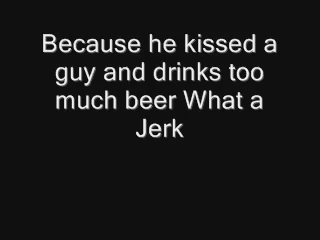 Because he kissed a
guy and drinks too
much beer What a
Jerk